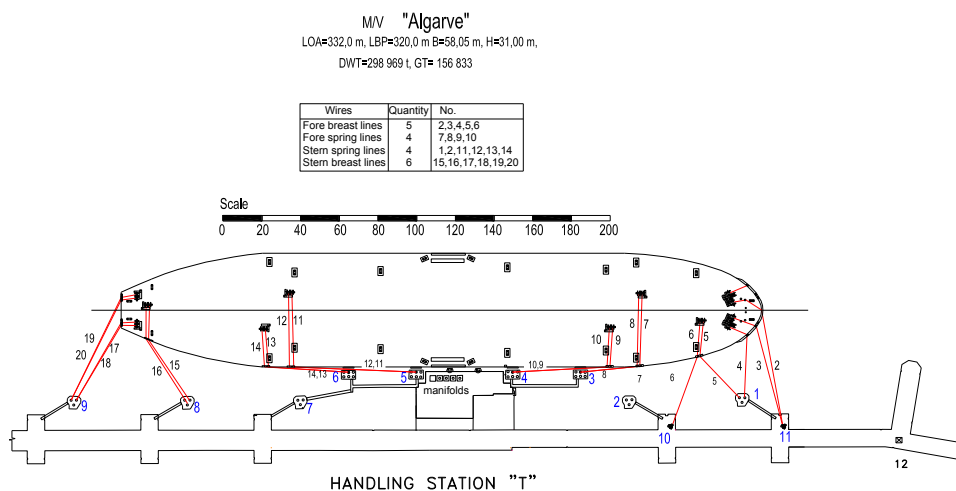 M/V "Algarve"
LOA=332,0 m, LBP=320,0 m B=58,05 m, H=31,00 m,
DWT=298 969 t, GT= 156 833
Wires Quantity No.
Fore breast lines 5 2,3,4,5,6
Fore spring lines 4 7,8,9,10
Stern spring lines 4 1,2,11,12,13,14
Stern breast lines 6 15,16,17,18,19,20
Scale
0 20 40 60 80 100 120 140 160 180 200
12 11
14 13
10 9
8 7
6 5
19
20
17
18
15
16
14,13
12,11
10,9
8
7
6
5
4
3
2
6
5
4
3
manifolds
9
8
7
2
1
10
11
12
HANDLING STATION "T"